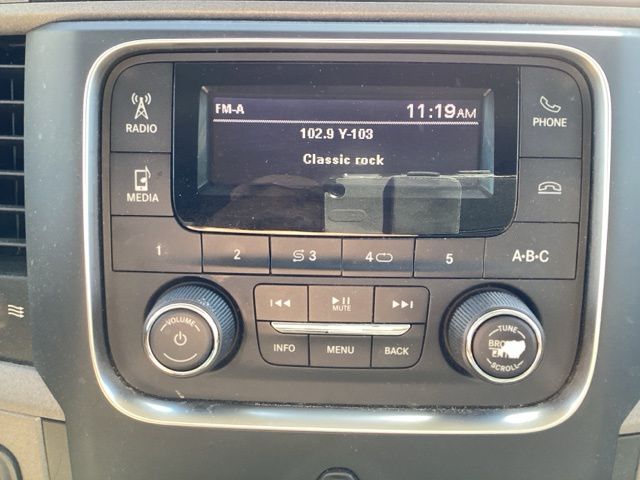 RADIO
MEDIA
FM-A 11:19AM
102.9 Y-103
Classic rock
PHONE
1 2 3 4 5 A·B·C
VOLUME
MUTE
INFO MENU BACK
TUNE
SCROLL